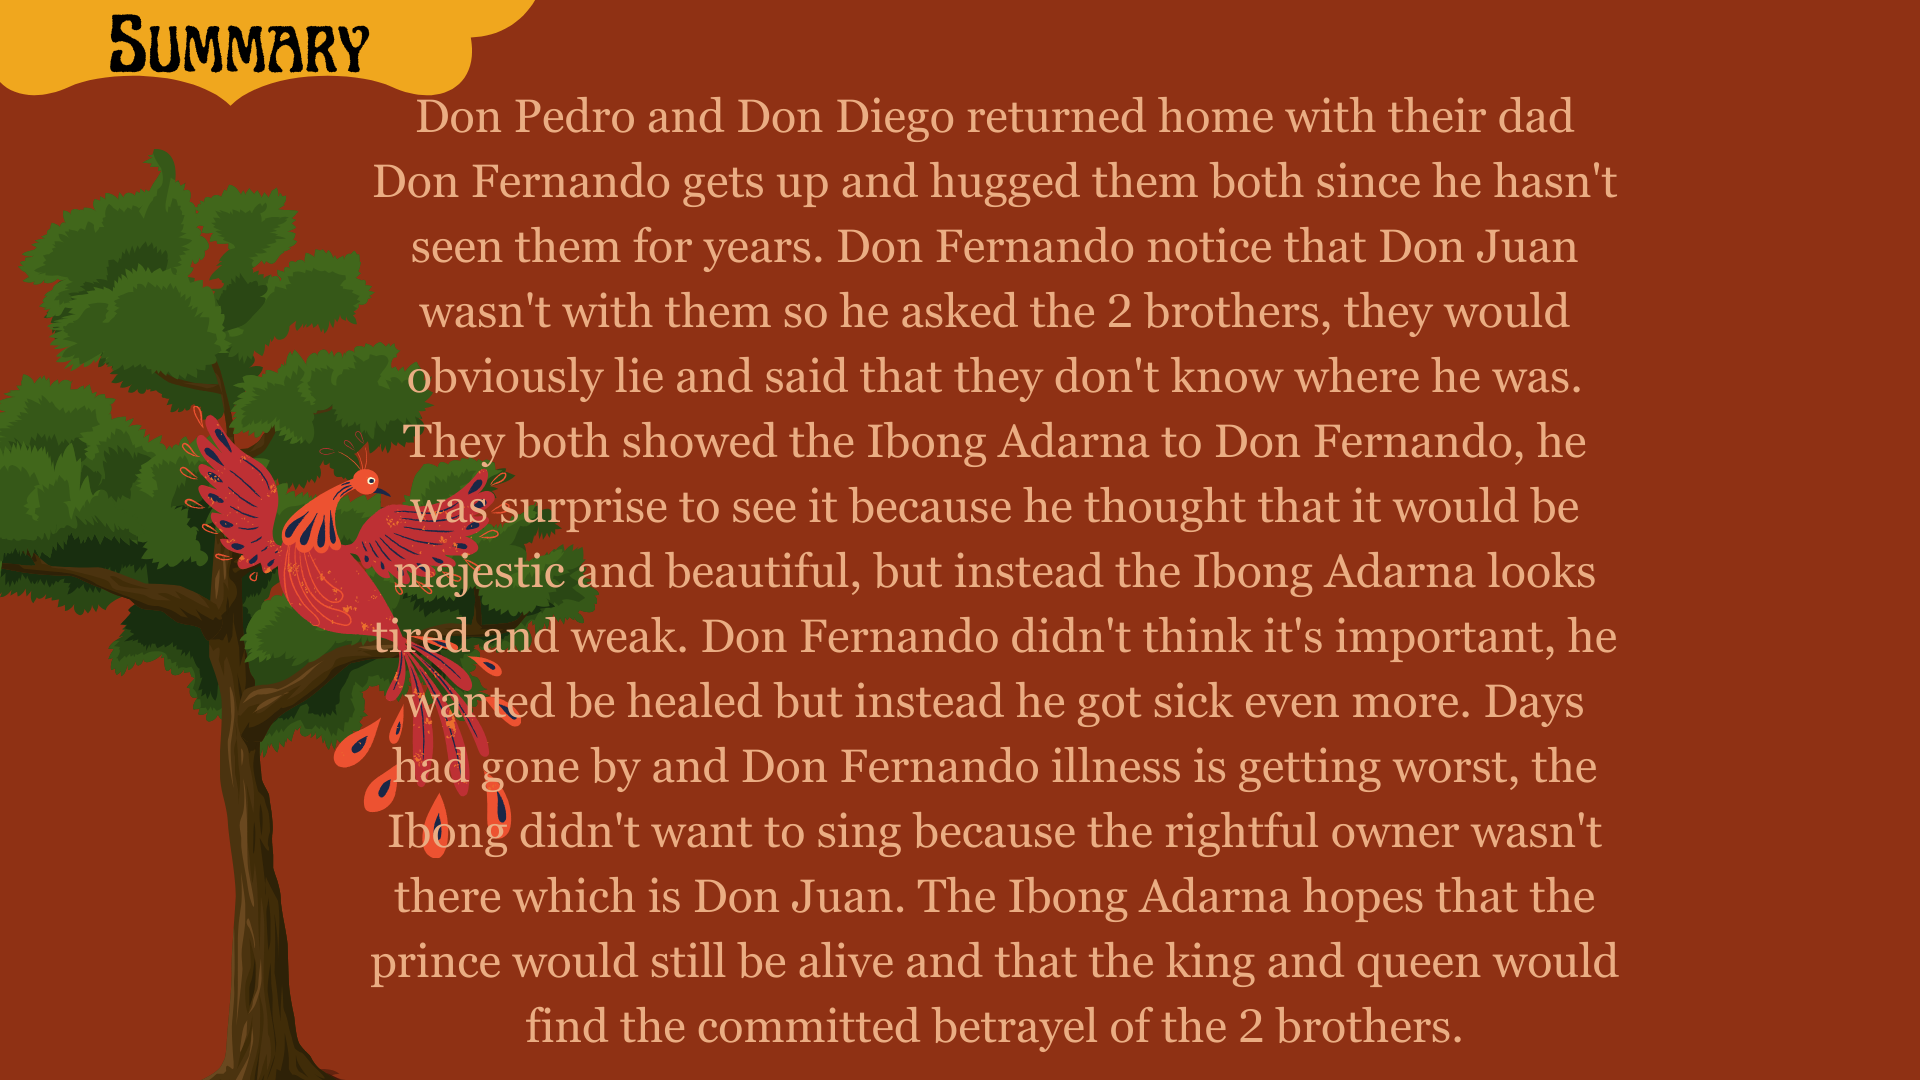 Summary
Don Pedro and Don Diego returned home with their dad
Don Fernando gets up and hugged them both since he hasn't
seen them for years. Don Fernando notice that Don Juan
wasn't with them so he asked the 2 brothers, they would
obviously lie and said that they don't know where he was.
They both showed the Ibong Adarna to Don Fernando, he
was surprise to see it because he thought that it would be
majestic and beautiful, but instead the Ibong Adarna looks
tired and weak. Don Fernando didn't think it's important, he
wanted be healed but instead he got sick even more. Days
had gone by and Don Fernando illness is getting worst, the
Ibong didn't want to sing because the rightful owner wasn't
there which is Don Juan. The Ibong Adarna hopes that the
prince would still be alive and that the king and queen would
find the committed betrayel of the 2 brothers.